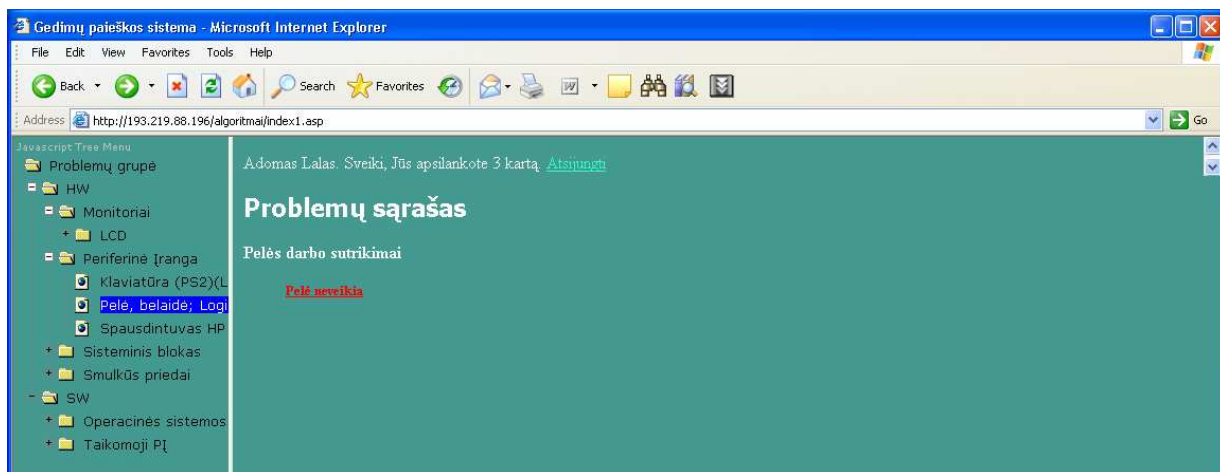 Gedimų paieškos sistema - Microsoft Internet Explorer
File Edit View Favorites Tools Help
Back Search Favorites
Address http://193.219.88.196/algoritmai/index1.asp Go
Javascript Tree Menu
Problemų grupė
HW
Monitoriai
LCD
Periferinė Įranga
Klaviatūra (PS2)(L
Pelė, belaidė; Logi
Spausdintuvas HP
Sisteminis blokas
Smulkūs priedai
SW
Operacinės sistemos
Taikomoji PĮ
Adomas Lalas. Sveiki, Jūs apsilankote 3 kartą. Atsijungti
Problemų sąrašas
Pelės darbo sutrikimai
Pelė neveikia